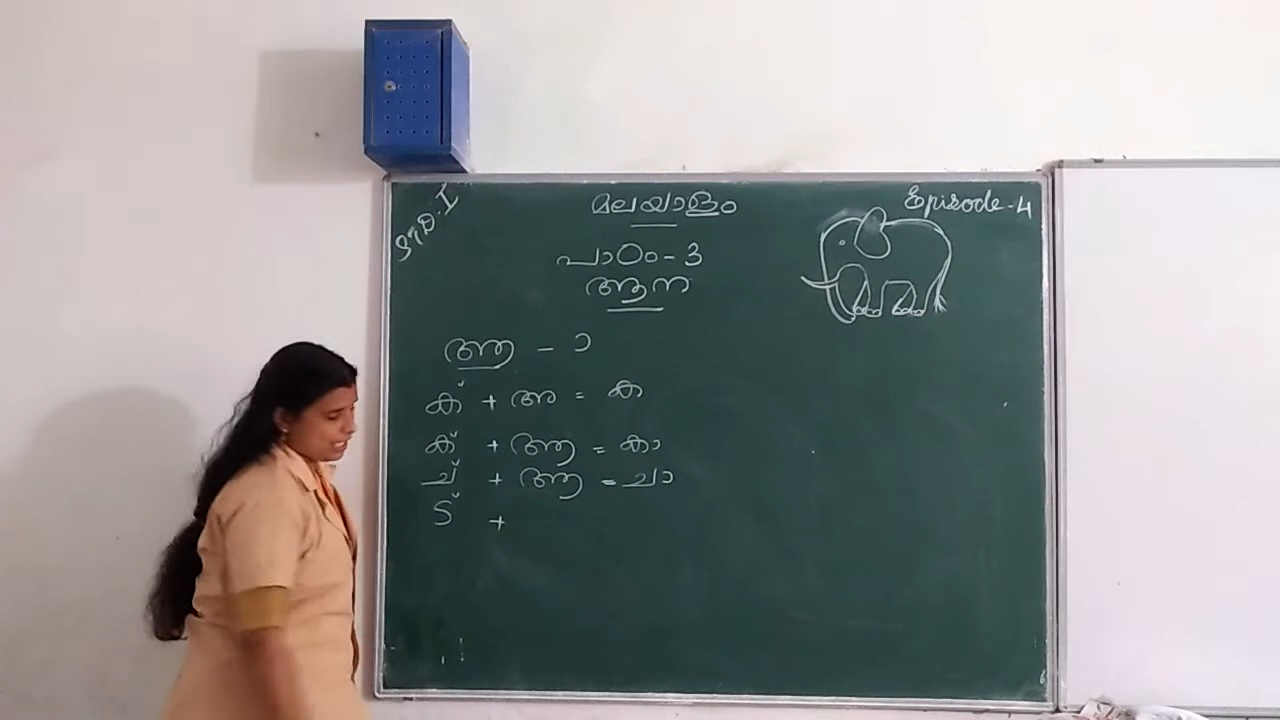 STD. I
മലയാളം
Episode-4
പാഠം-3
ആന
ആ - ാ
ക് + അ = ക
ക് + ആ = കാ
ച് + ആ = ചാ
ട് +